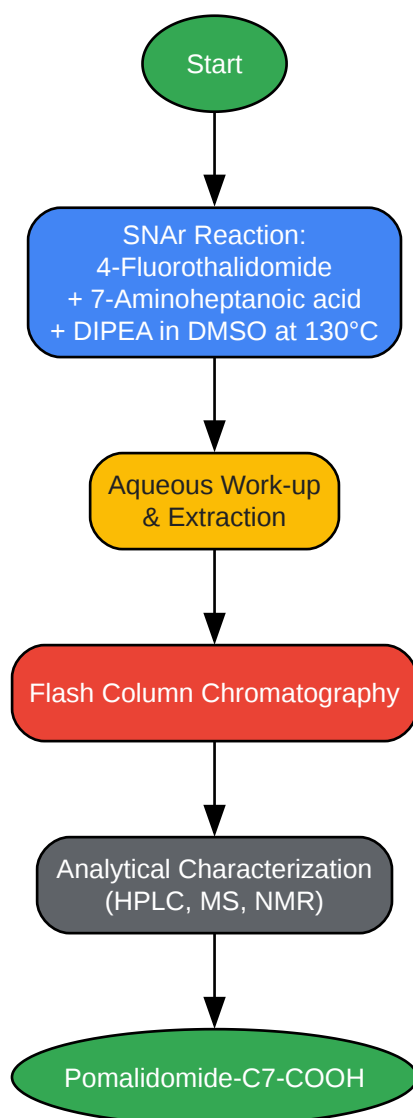 Start
SNAr Reaction:
4-Fluorothalidomide
+ 7-Aminoheptanoic acid
+ DIPEA in DMSO at 130°C
Aqueous Work-up
& Extraction
Flash Column Chromatography
Analytical Characterization
(HPLC, MS, NMR)
Pomalidomide-C7-COOH